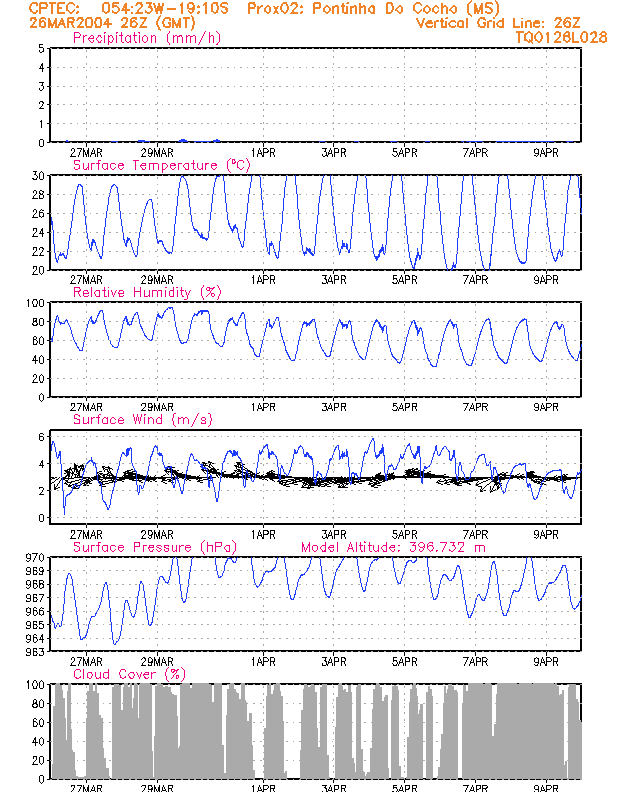 CPTEC: 054:23W-19:10S Prox02: Pontinha Do Cocho (MS)
26MAR2004 26Z (GMT) Vertical Grid Line: 26Z
Precipitation (mm/h) TQ0126L028
5
4
3
2
1
0
27MAR 29MAR 1APR 3APR 5APR 7APR 9APR
Surface Temperature (°C)
30
28
26
24
22
20
27MAR 29MAR 1APR 3APR 5APR 7APR 9APR
Relative Humidity (%)
100
80
60
40
20
0
27MAR 29MAR 1APR 3APR 5APR 7APR 9APR
Surface Wind (m/s)
6
4
2
0
27MAR 29MAR 1APR 3APR 5APR 7APR 9APR
Surface Pressure (hPa) Model Altitude: 396.732 m
970
969
968
967
966
965
964
963
27MAR 29MAR 1APR 3APR 5APR 7APR 9APR
Cloud Cover (%)
100
80
60
40
20
0
27MAR 29MAR 1APR 3APR 5APR 7APR 9APR